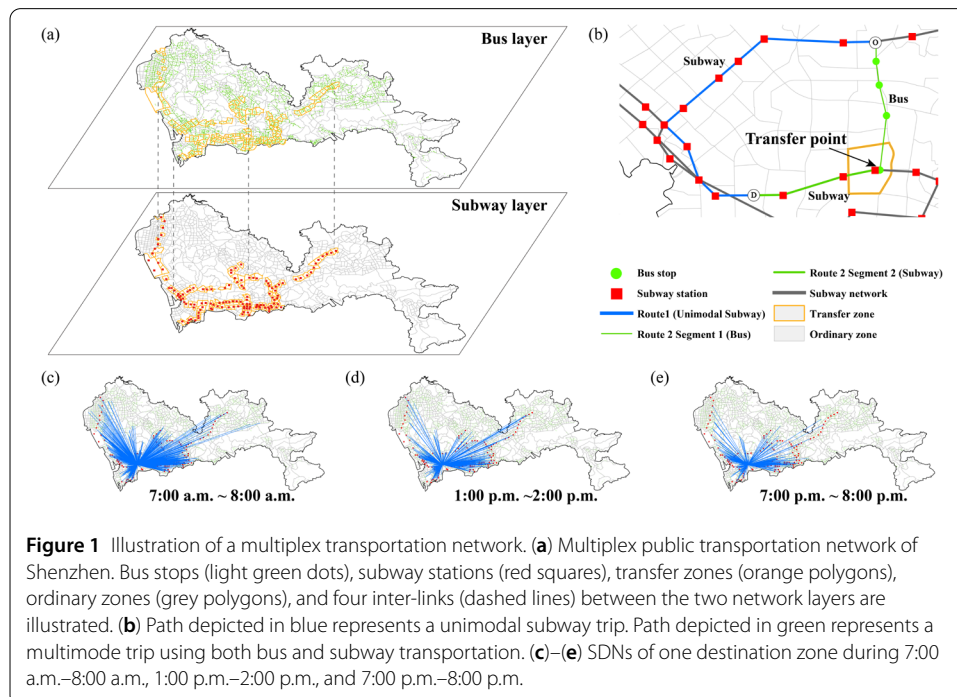 (a)
Bus layer
Subway layer
(b)
Subway
O
Bus
Transfer point
D
Subway
Bus stop
Subway station
Route1 (Unimodal Subway)
Route 2 Segment 1 (Bus)
Route 2 Segment 2 (Subway)
Subway network
Transfer zone
Ordinary zone
(c)
7:00 a.m. ~ 8:00 a.m.
(d)
1:00 p.m. ~2:00 p.m.
(e)
7:00 p.m. ~ 8:00 p.m.
Figure 1 Illustration of a multiplex transportation network. (a) Multiplex public transportation network of
Shenzhen. Bus stops (light green dots), subway stations (red squares), transfer zones (orange polygons),
ordinary zones (grey polygons), and four inter-links (dashed lines) between the two network layers are
illustrated. (b) Path depicted in blue represents a unimodal subway trip. Path depicted in green represents a
multimode trip using both bus and subway transportation. (c)–(e) SDNs of one destination zone during 7:00
a.m.–8:00 a.m., 1:00 p.m.–2:00 p.m., and 7:00 p.m.–8:00 p.m.